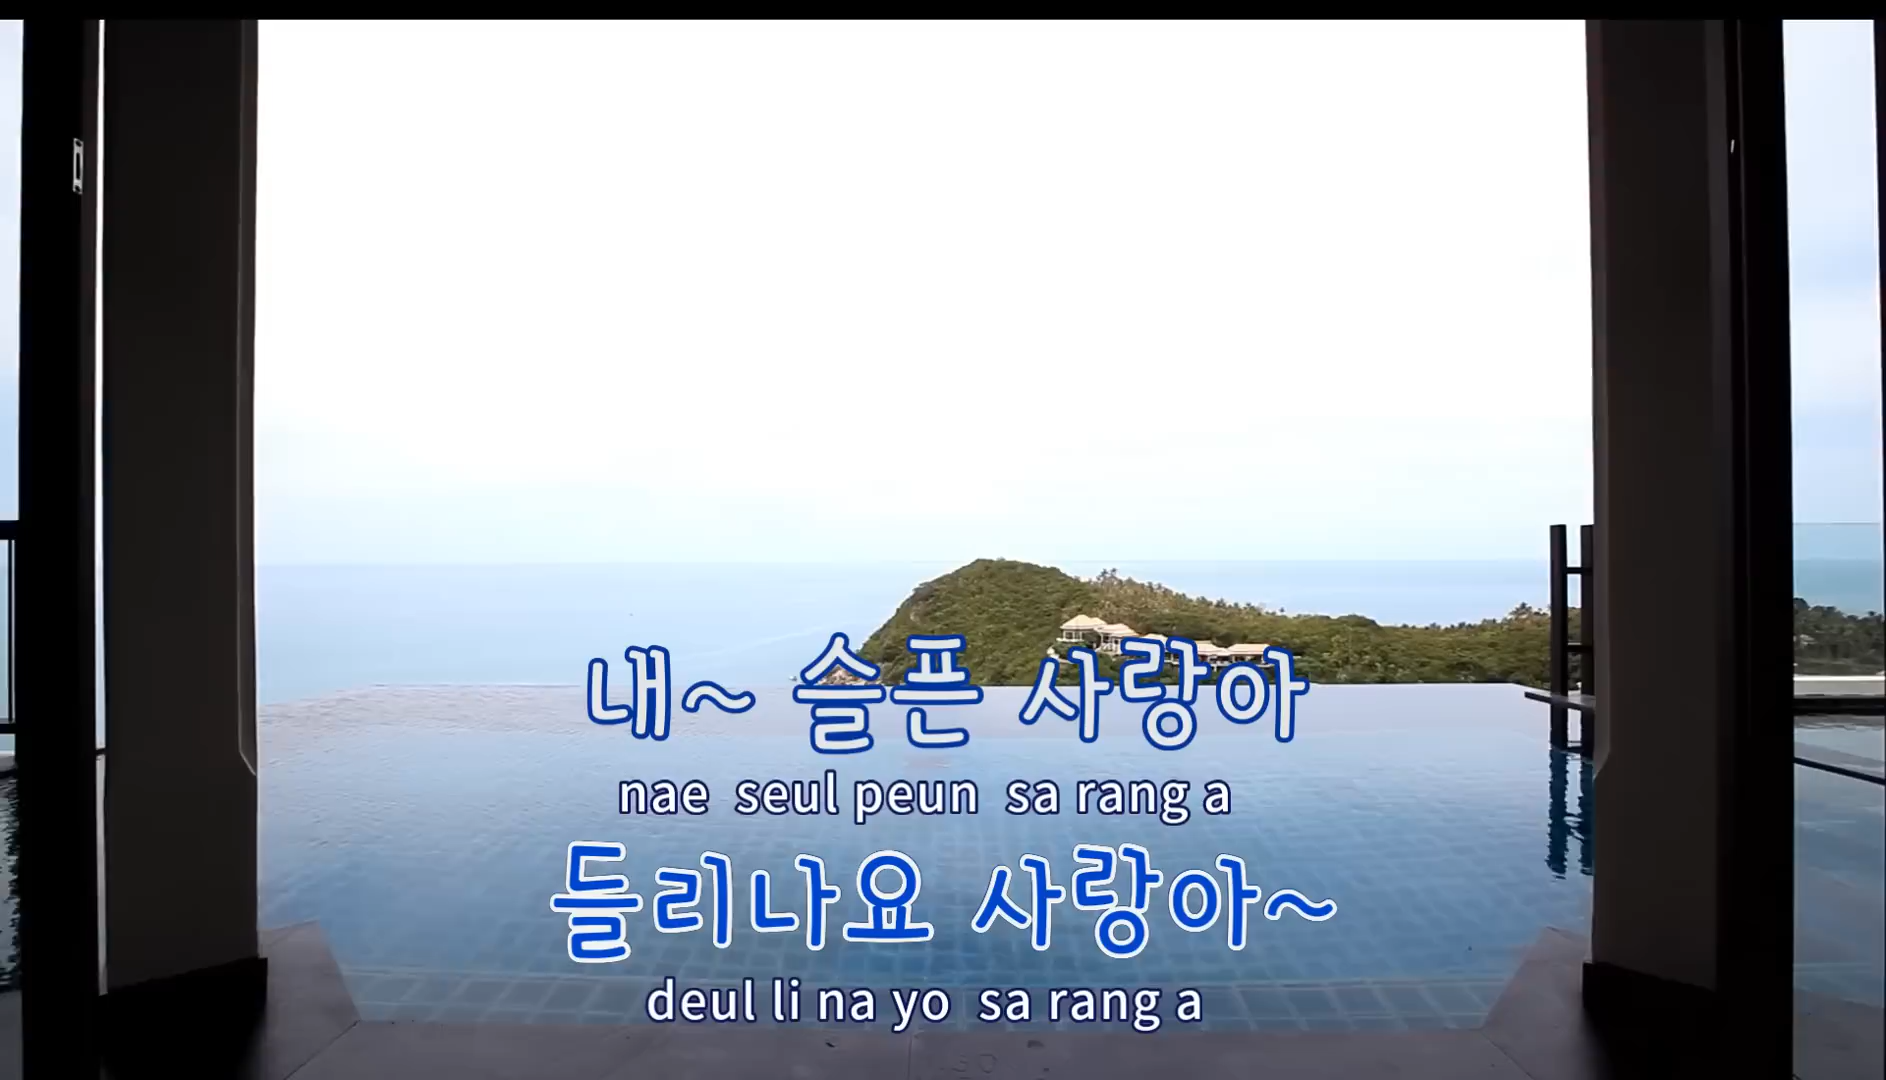 내~ 슬픈 사랑아
nae seul peun sa rang a
들리나요 사랑아~
deul li na yo sa rang a